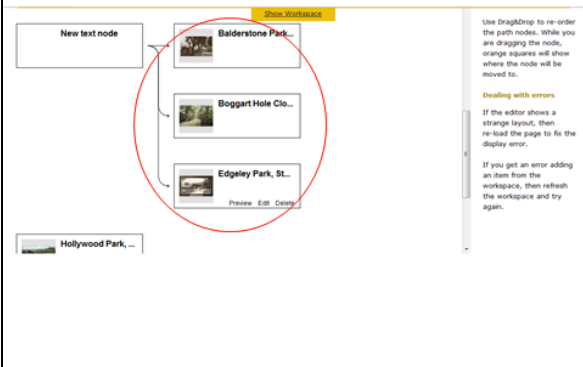 Show Workspace
New text node
Balderstone Park...
Boggart Hole Clo...
Edgeley Park, St...
Preview Edit Delete
Hollywood Park, ...
Use Drag&Drop to re-order
the path nodes. While you
are dragging the node,
orange squares will show
where the node will be
moved to.
Dealing with errors
If the editor shows a
strange layout, then
re-load the page to fix the
display error.
If you get an error adding
an item from the
workspace, then refresh
the workspace and try
again.